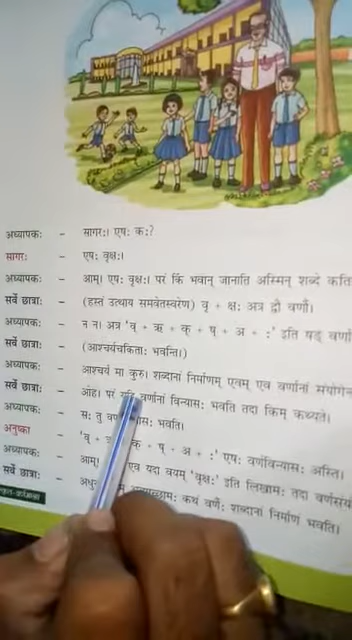 अध्यापकः – सागरः! एषः कः?
सागरः – एषः वृक्षः।
अध्यापकः – आम्! एषः वृक्षः। परं किं भवान् जानाति अस्मिन् शब्दे कति
सर्वे छात्राः – (हस्तं उत्थाय समवेतस्वरेण) वृ + क्षः अत्र द्वौ वर्णौ।
अध्यापकः – न न। अत्र 'व् + ऋ + क् + ष् + अ + :' इति षड् वर्णा
सर्वे छात्राः – (आश्चर्यचकिताः भवन्ति।)
अध्यापकः – आश्चर्यं मा कुरु। शब्दानां निर्माणम् एवम् एव वर्णानां संयोगेन
सर्वे छात्राः – ओह। परं यदि वर्णानां विन्यासः भवति तदा किम् कथ्यते।
अध्यापकः – सः तु भवति।
अनुष्का – 'व् + क् + ष् + अ + :' एषः वर्णविन्यासः अस्ति।
अध्यापकः – आम्! एव यदा वयम् 'वृक्षः' इति लिखामः तदा वर्णसंय
सर्वे छात्राः – कथं वर्णैः शब्दानां निर्माणं भवति।